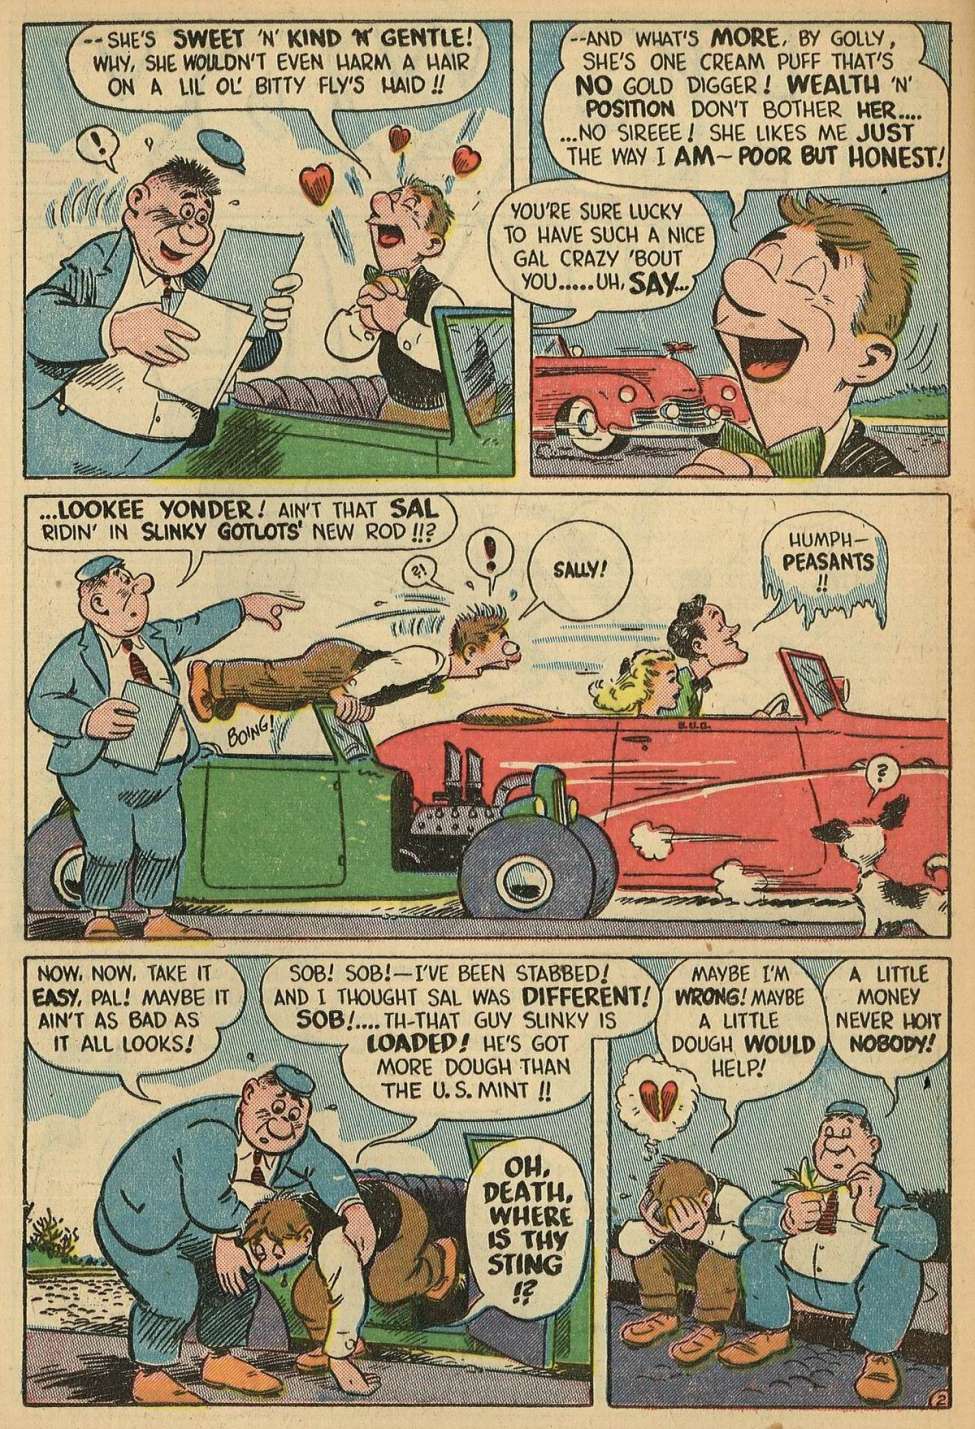 --SHE'S SWEET 'N' KIND 'N' GENTLE!
WHY, SHE WOULDN'T EVEN HARM A HAIR
ON A LIL' OL' BITTY FLY'S HAID!!
!
--AND WHAT'S MORE, BY GOLLY,
SHE'S ONE CREAM PUFF THAT'S
NO GOLD DIGGER! WEALTH 'N'
POSITION DON'T BOTHER HER....
...NO SIREEE! SHE LIKES ME JUST
THE WAY I AM-POOR BUT HONEST!
YOU'RE SURE LUCKY
TO HAVE SUCH A NICE
GAL CRAZY 'BOUT
YOU.....UH, SAY...
...LOOKEE YONDER! AIN'T THAT SAL
RIDIN' IN SLINKY GOTLOTS' NEW ROD!!?
?!
!
SALLY!
HUMPH-
PEASANTS
!!
BOING!
?
NOW, NOW, TAKE IT
EASY, PAL! MAYBE IT
AIN'T AS BAD AS
IT ALL LOOKS!
SOB! SOB!-I'VE BEEN STABBED!
AND I THOUGHT SAL WAS DIFFERENT!
SOB!....TH-THAT GUY SLINKY IS
LOADED! HE'S GOT
MORE DOUGH THAN
THE U.S. MINT!!
OH,
DEATH,
WHERE
IS THY
STING
!?
MAYBE I'M
WRONG! MAYBE
A LITTLE
DOUGH WOULD
HELP!
A LITTLE
MONEY
NEVER HOIT
NOBODY!
2